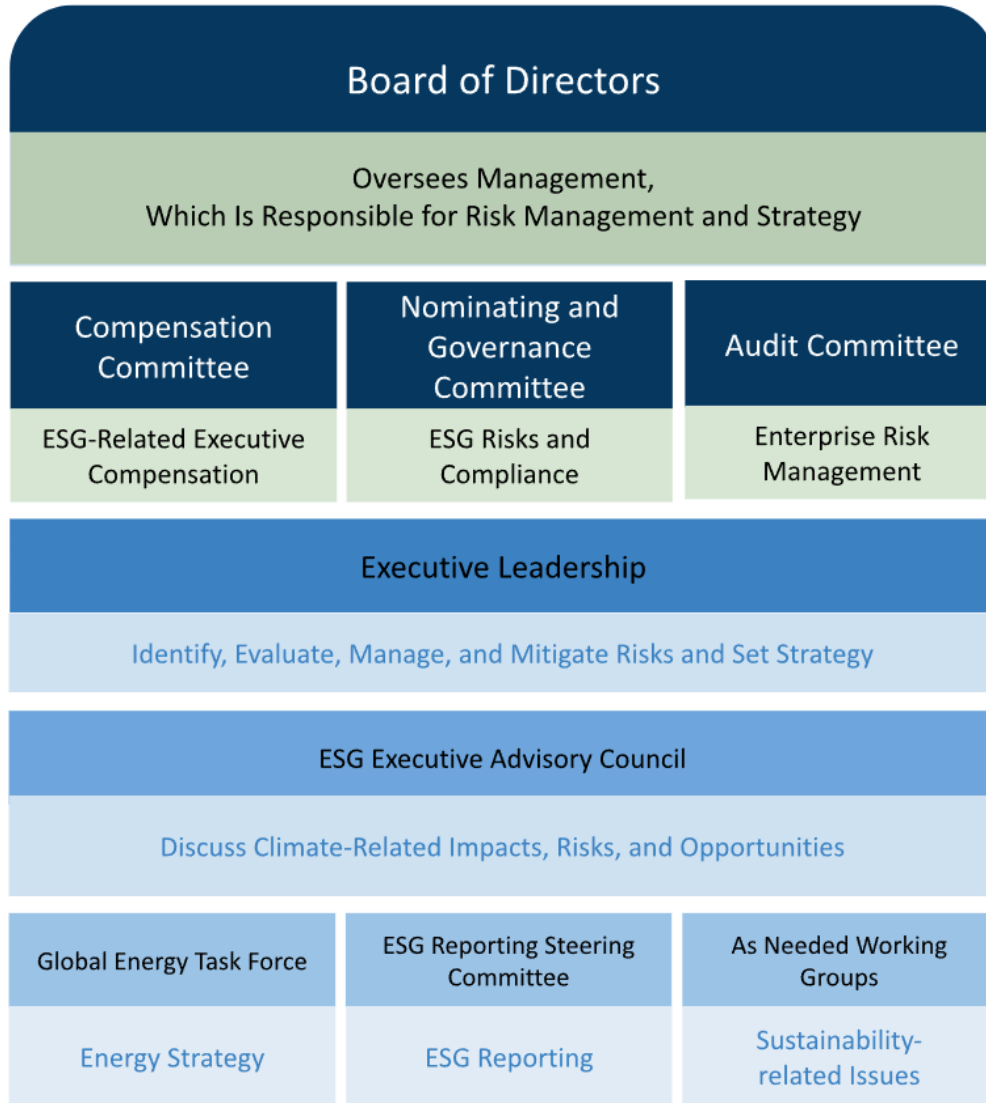 Board of Directors
Oversees Management,
Which Is Responsible for Risk Management and Strategy
Compensation
Committee
ESG-Related Executive
Compensation
Nominating and
Governance
Committee
ESG Risks and
Compliance
Audit Committee
Enterprise Risk
Management
Executive Leadership
Identify, Evaluate, Manage, and Mitigate Risks and Set Strategy
ESG Executive Advisory Council
Discuss Climate-Related Impacts, Risks, and Opportunities
Global Energy Task Force
Energy Strategy
ESG Reporting Steering
Committee
ESG Reporting
As Needed Working
Groups
Sustainability-
related Issues